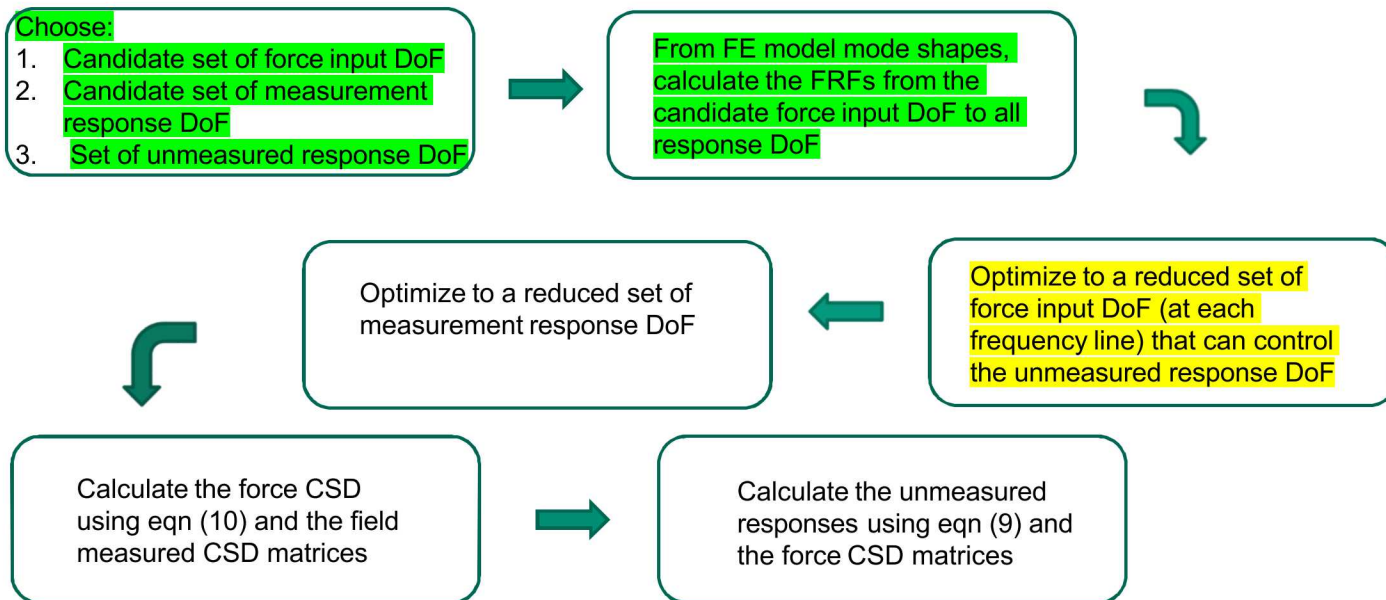 Choose:
1. Candidate set of force input DoF
2. Candidate set of measurement
response DoF
3. Set of unmeasured response DoF
From FE model mode shapes,
calculate the FRFs from the
candidate force input DoF to all
response DoF
Optimize to a reduced set of
force input DoF (at each
frequency line) that can control
the unmeasured response DoF
Optimize to a reduced set of
measurement response DoF
Calculate the force CSD
using eqn (10) and the field
measured CSD matrices
Calculate the unmeasured
responses using eqn (9) and
the force CSD matrices